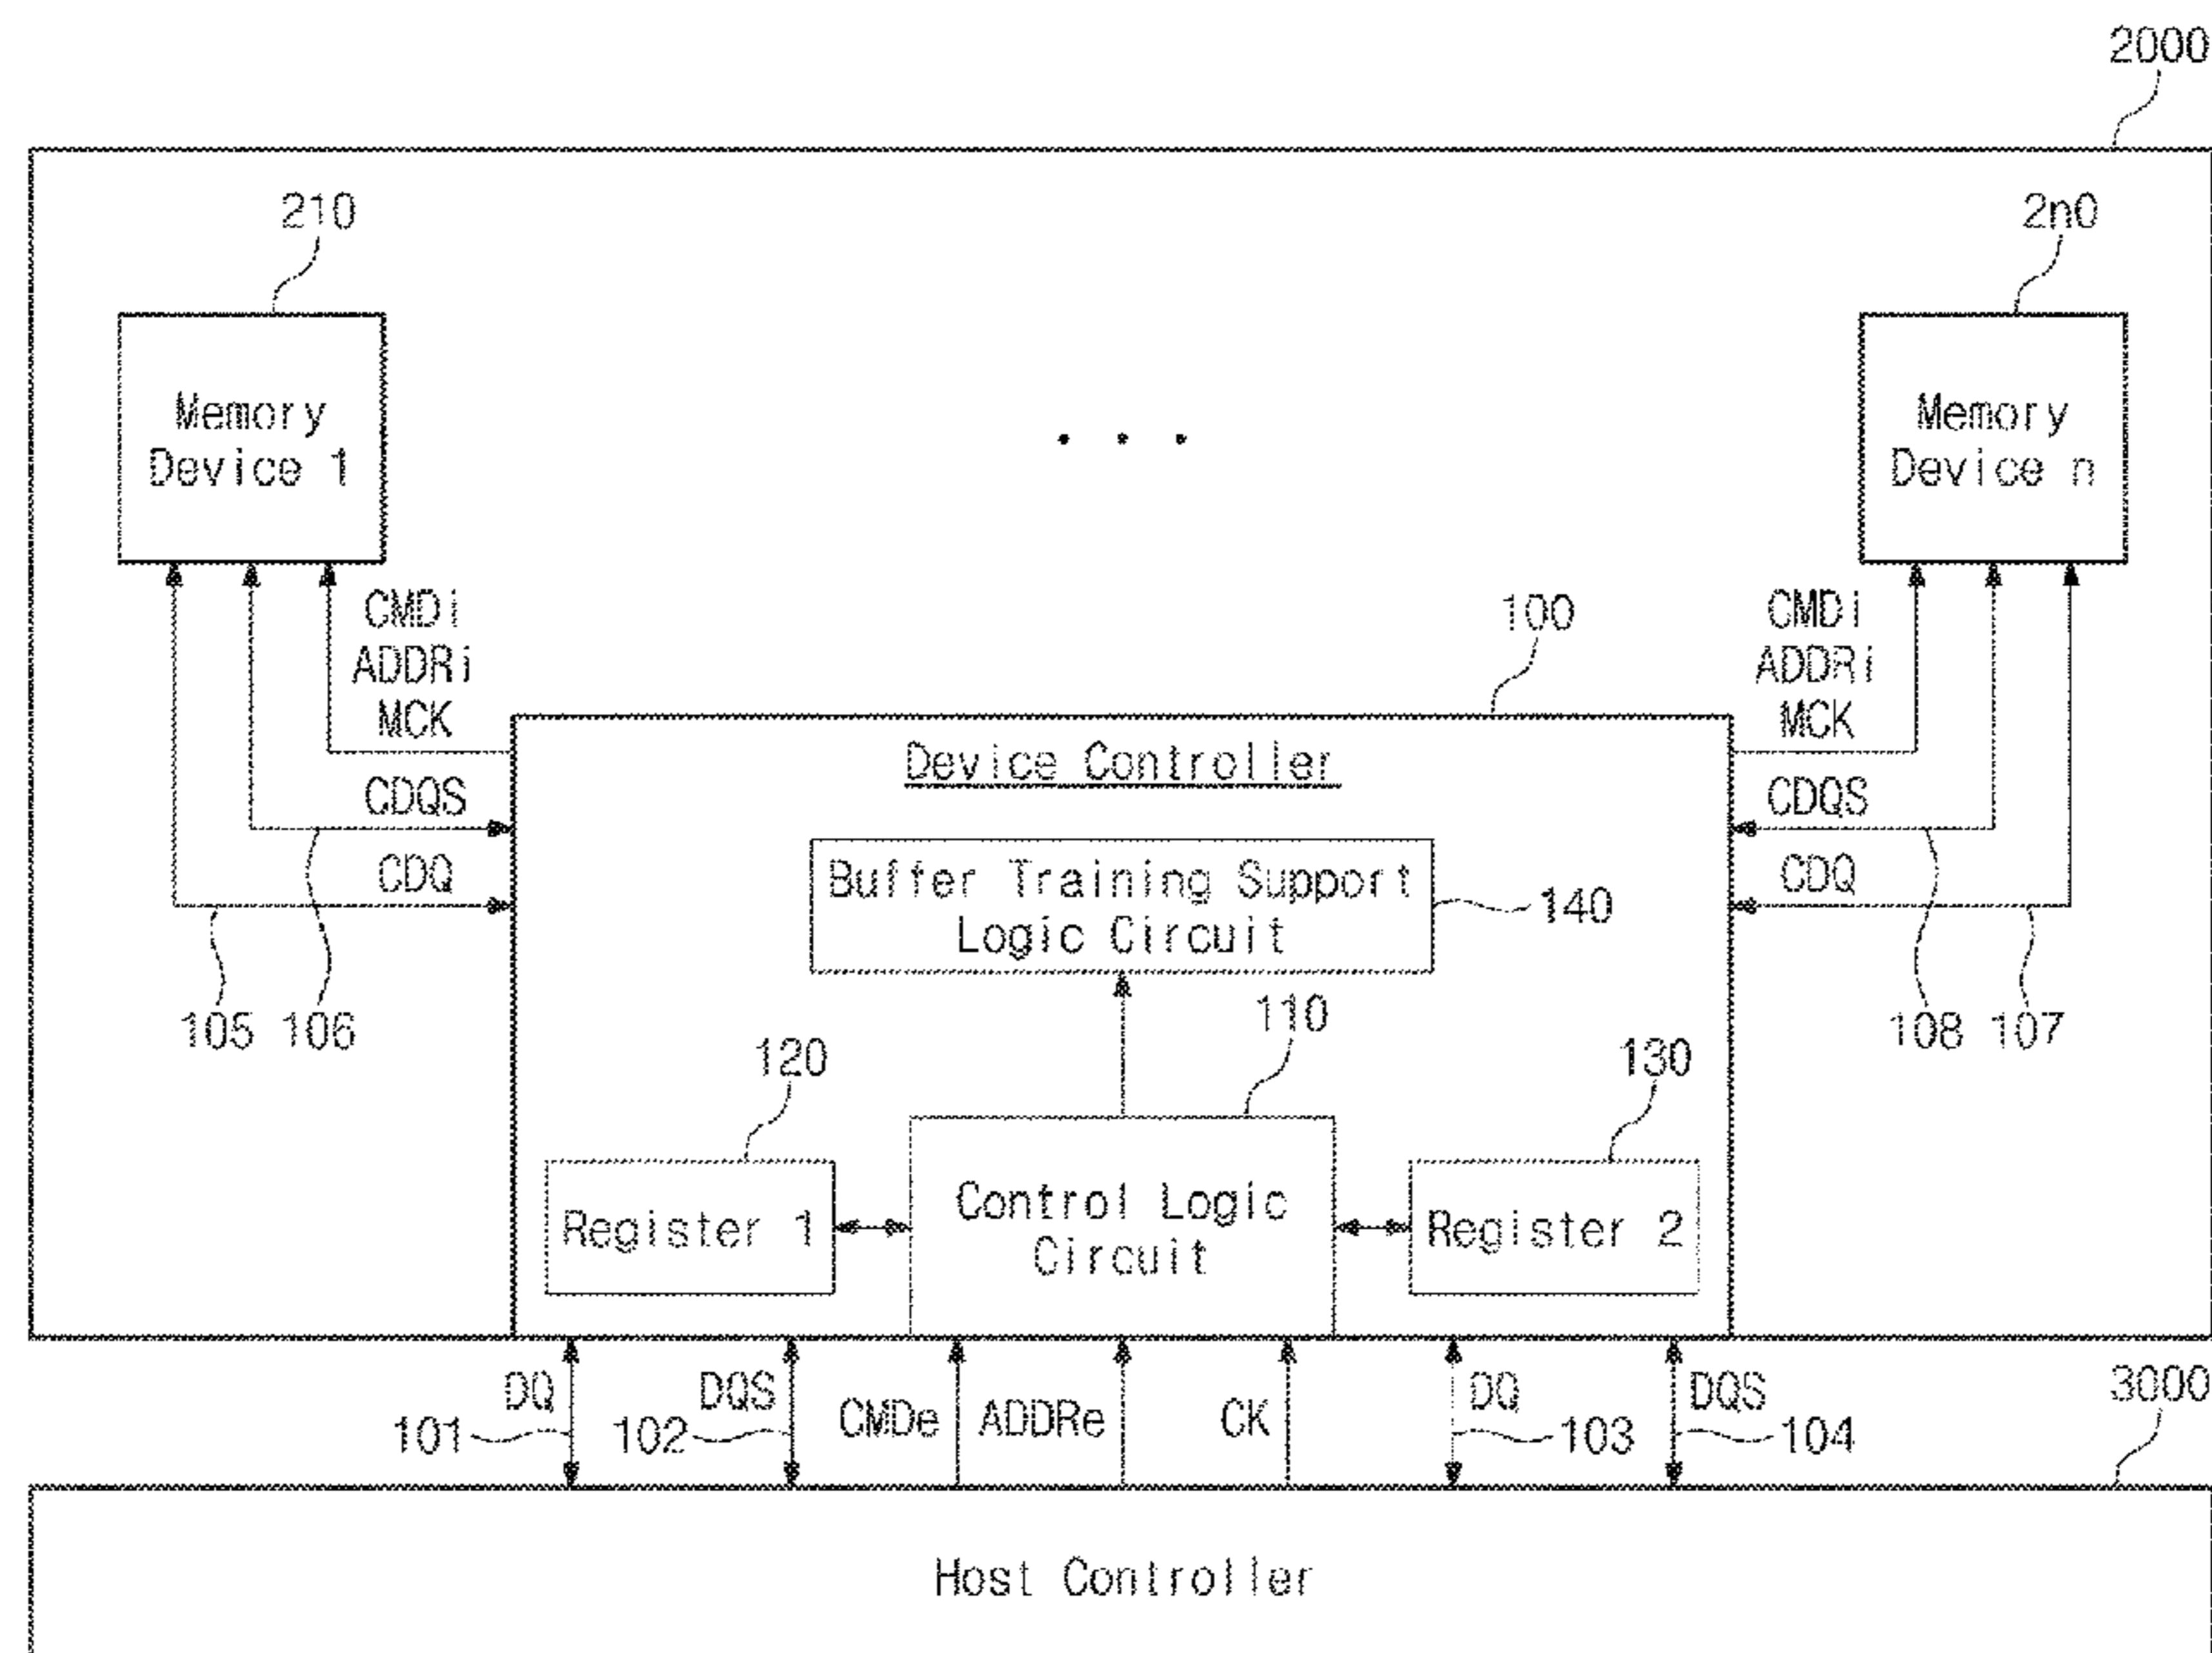 2000
210
2n0
Memory
Device 1
. . .
Memory
Device n
CMDi
ADDRi
MCK
100
CMDi
ADDRi
MCK
Device Controller
CDQS
CDQS
CDQ
CDQ
Buffer Training Support
Logic Circuit
140
105
106
110
108
107
120
130
Register 1
Control Logic
Circuit
Register 2
DQ
101
DQS
102
CMDe
ADDRe
CK
DQ
103
DQS
104
3000
Host Controller